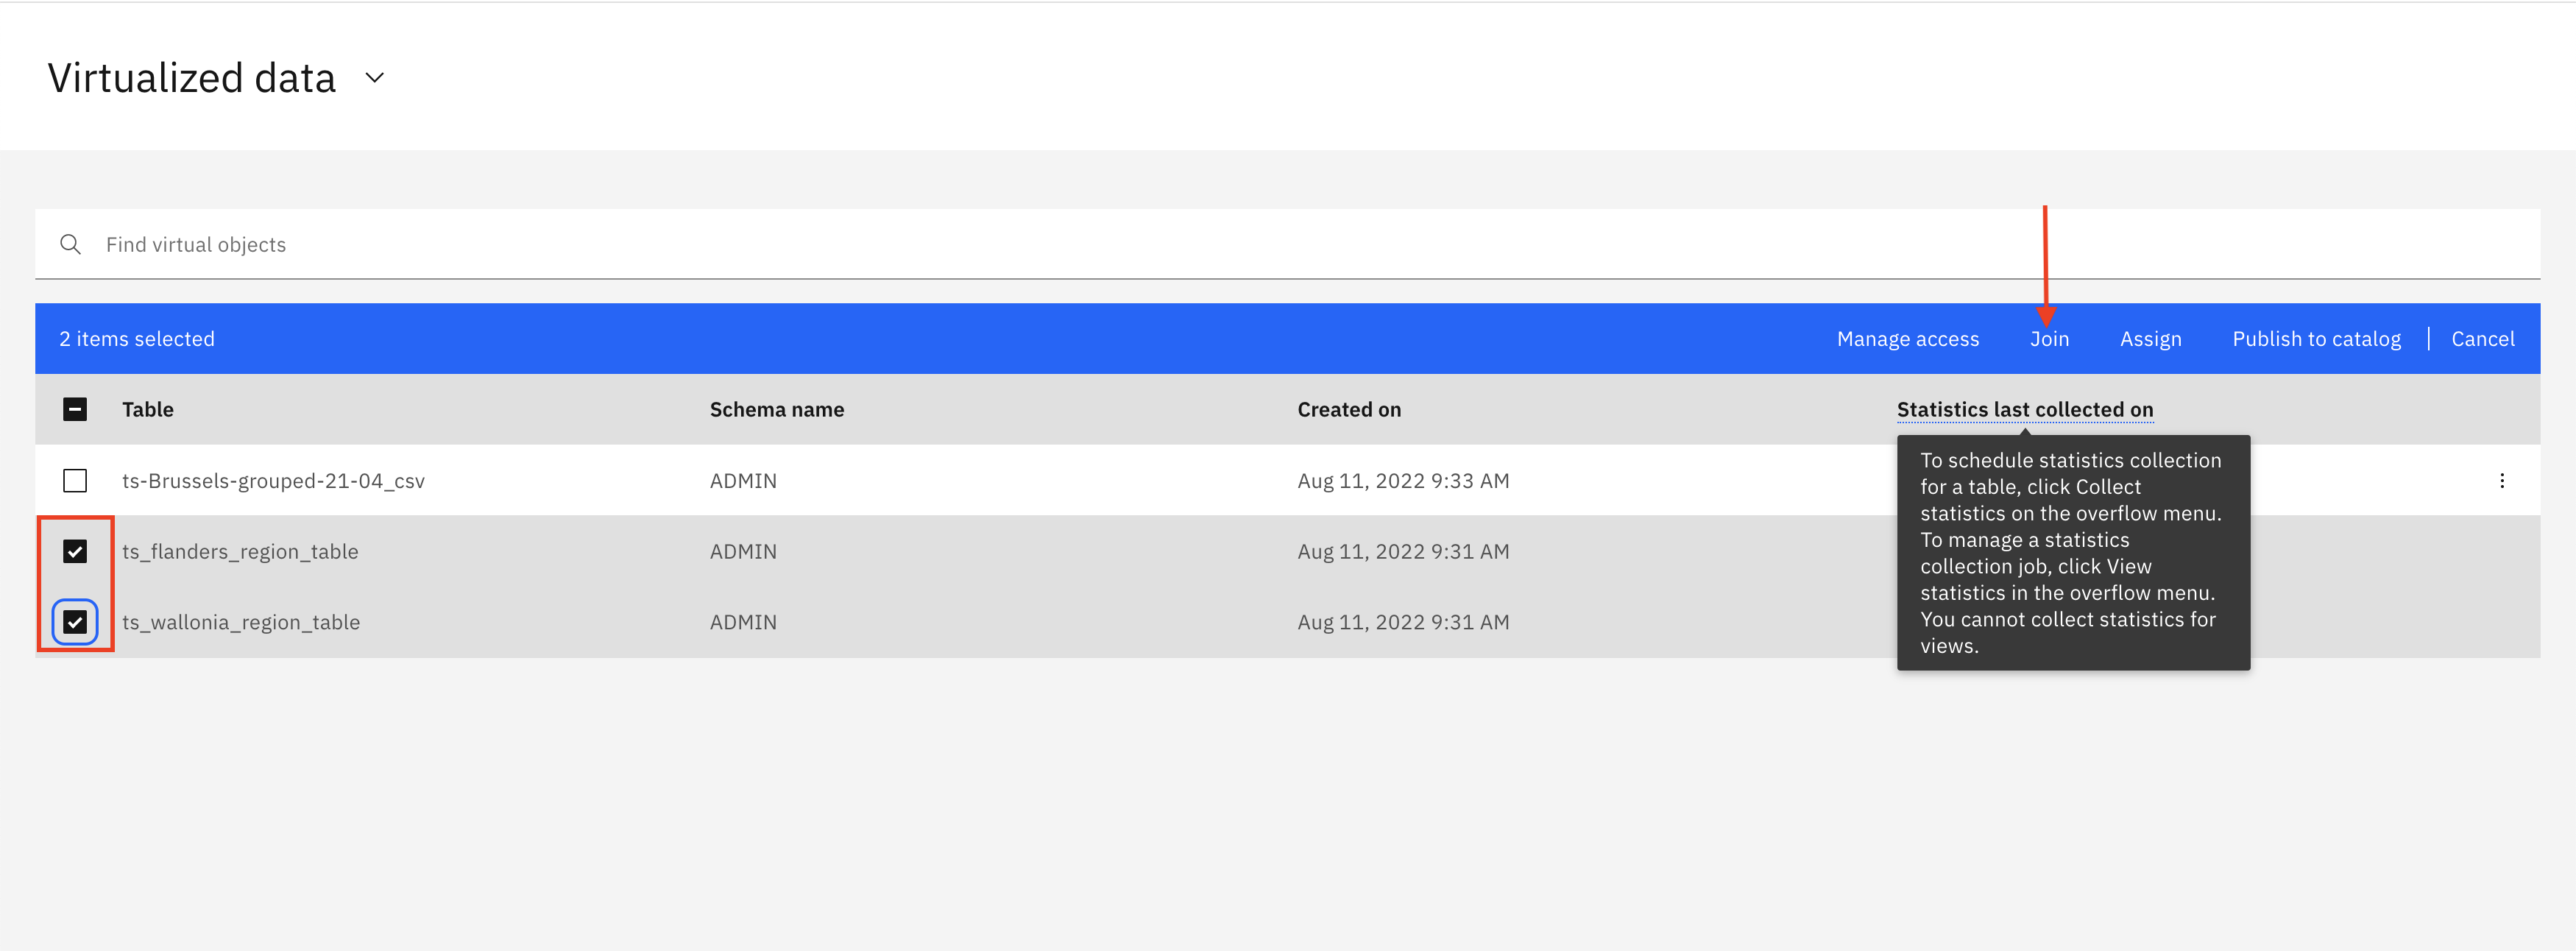 Virtualized data
Find virtual objects
2 items selected Manage access Join Assign Publish to catalog | Cancel
Table Schema name Created on Statistics last collected on
ts-Brussels-grouped-21-04_csv ADMIN Aug 11, 2022 9:33 AM
ts_flanders_region_table ADMIN Aug 11, 2022 9:31 AM
ts_wallonia_region_table ADMIN Aug 11, 2022 9:31 AM
To schedule statistics collection
for a table, click Collect
statistics on the overflow menu.
To manage a statistics
collection job, click View
statistics in the overflow menu.
You cannot collect statistics for
views.